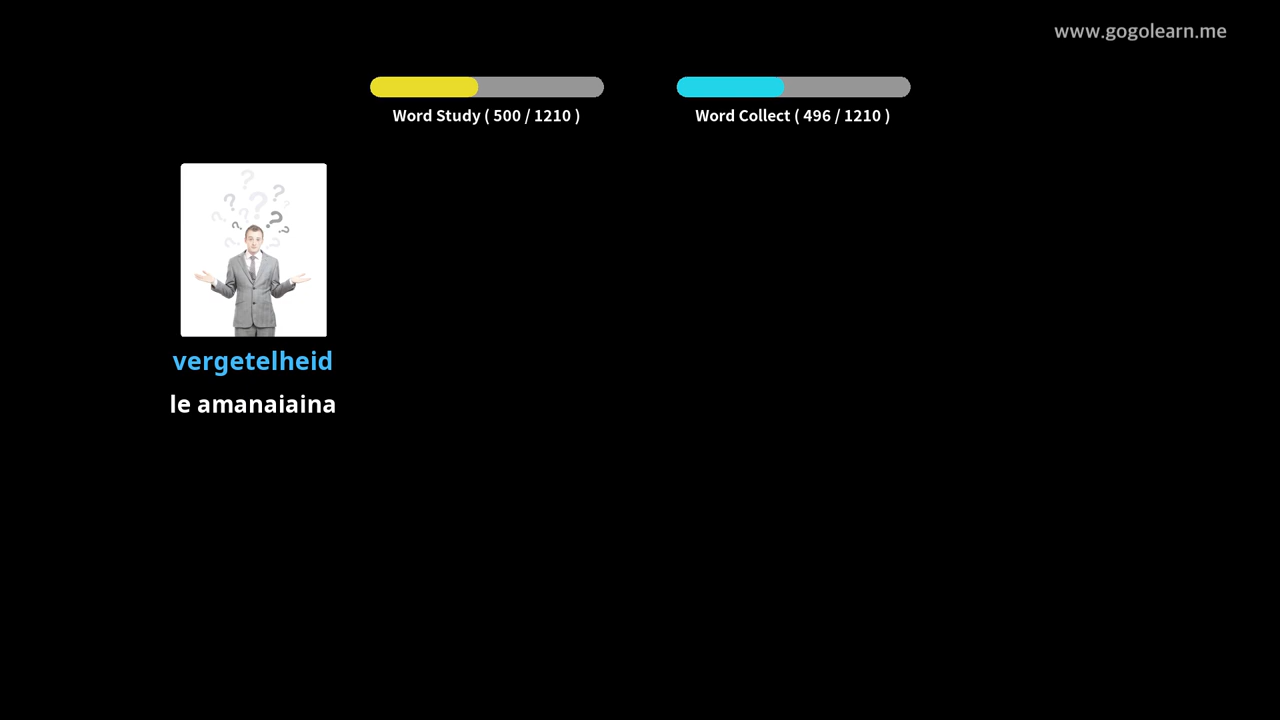 www.gogolearn.me
Word Study ( 500 / 1210 )
Word Collect ( 496 / 1210 )
vergetelheid
le amanaiaina